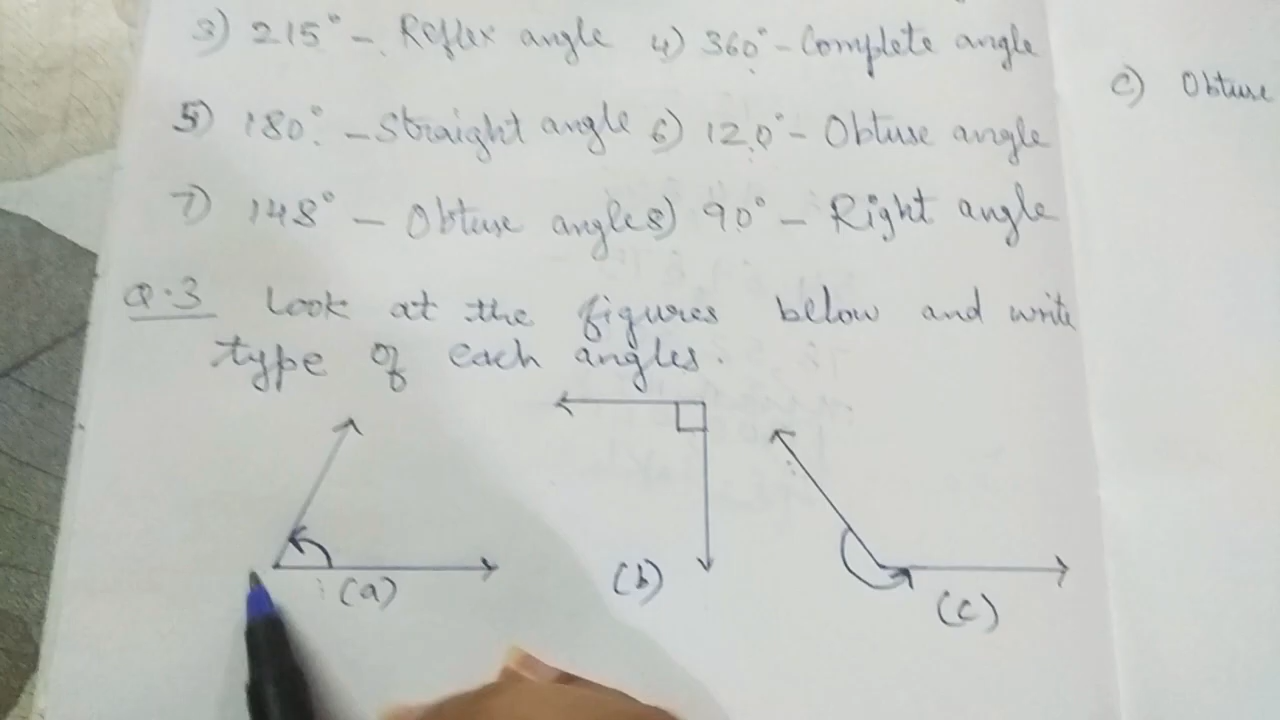 3) 215° - Reflex angle 4) 360° - Complete angle
5) 180° - Straight angle 6) 120° - Obtuse angle
7) 148° - Obtuse angle 8) 90° - Right angle
Q.3 Look at the figures below and write
type of each angles.
(a) (b) (c)
c) Obtuse